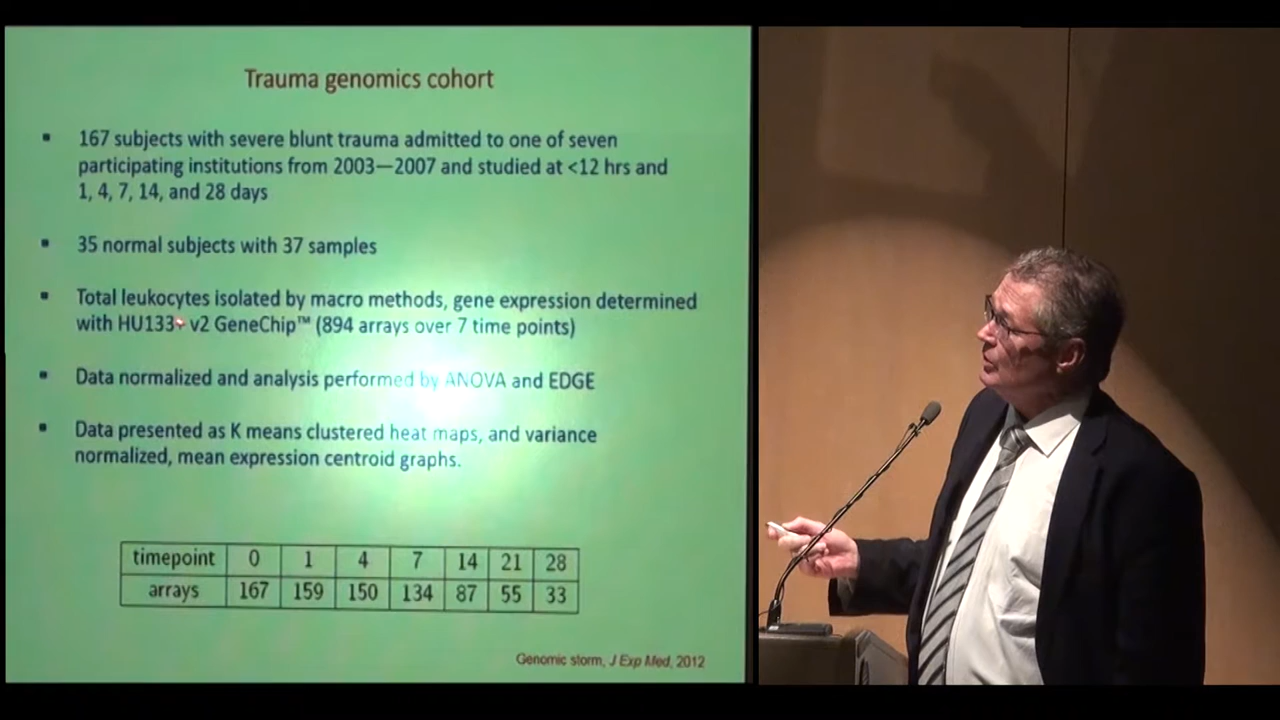 Trauma genomics cohort
▪ 167 subjects with severe blunt trauma admitted to one of seven
participating institutions from 2003—2007 and studied at <12 hrs and
1, 4, 7, 14, and 28 days
▪ 35 normal subjects with 37 samples
▪ Total leukocytes isolated by macro methods, gene expression determined
with HU133+ v2 GeneChip™ (894 arrays over 7 time points)
▪ Data normalized and analysis performed by ANOVA and EDGE
▪ Data presented as K means clustered heat maps, and variance
normalized, mean expression centroid graphs.
timepoint 0 1 4 7 14 21 28
arrays 167 159 150 134 87 55 33
Genomic storm, J Exp Med, 2012